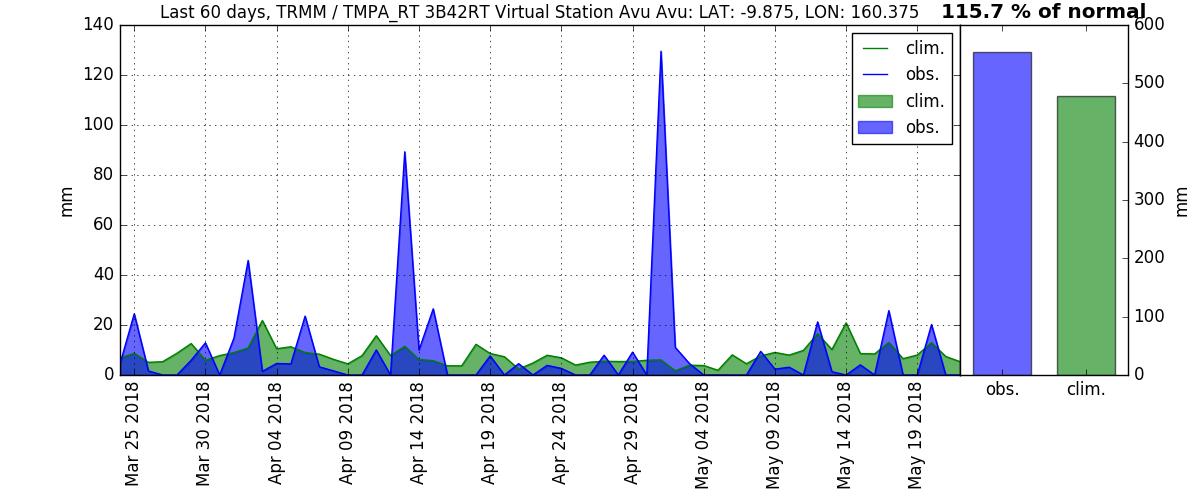 Last 60 days, TRMM / TMPA_RT 3B42RT Virtual Station Avu Avu: LAT: -9.875, LON: 160.375
115.7 % of normal
140
120
100
80
60
40
20
0
mm
clim.
obs.
clim.
obs.
Mar 25 2018
Mar 30 2018
Apr 04 2018
Apr 09 2018
Apr 14 2018
Apr 19 2018
Apr 24 2018
Apr 29 2018
May 04 2018
May 09 2018
May 14 2018
May 19 2018
600
500
400
300
200
100
0
mm
obs.
clim.